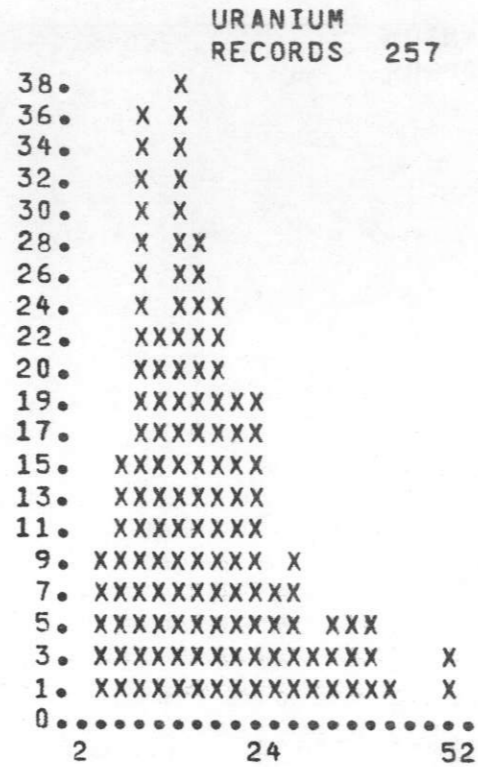 URANIUM
RECORDS 257
38. X
36. X X
34. X X
32. X X
30. X X
28. X XX
26. X XX
24. X XXX
22. XXXXX
20. XXXXX
19. XXXXXXX
17. XXXXXXX
15. XXXXXXXX
13. XXXXXXXX
11. XXXXXXXX
9. XXXXXXXXX X
7. XXXXXXXXXXX
5. XXXXXXXXXXX XXX
3. XXXXXXXXXXXXXXX X
1. XXXXXXXXXXXXXXXX X
0.......................
2 24 52